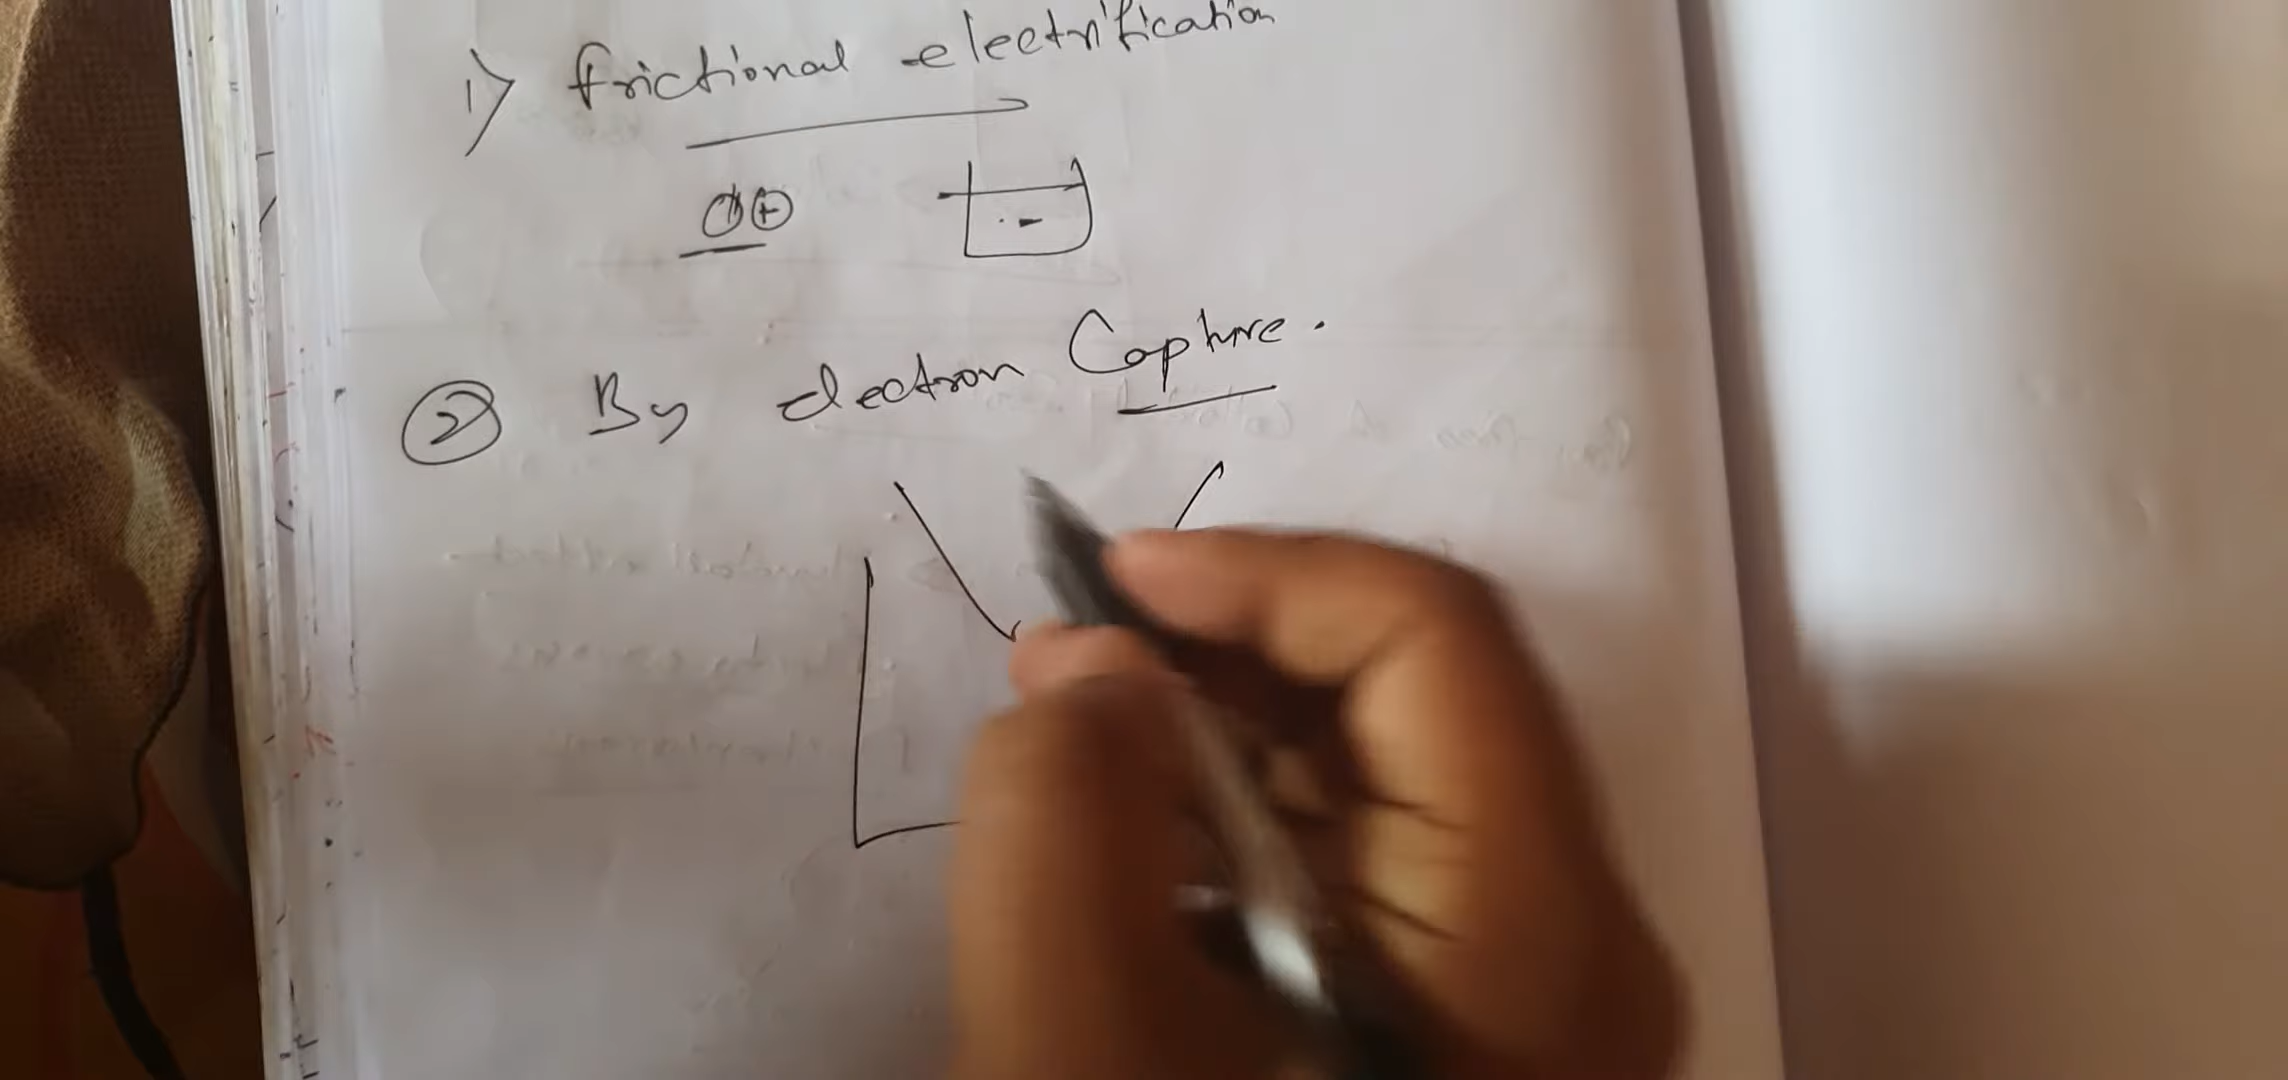 1) frictional electrification
+
-
② By electron Capture.